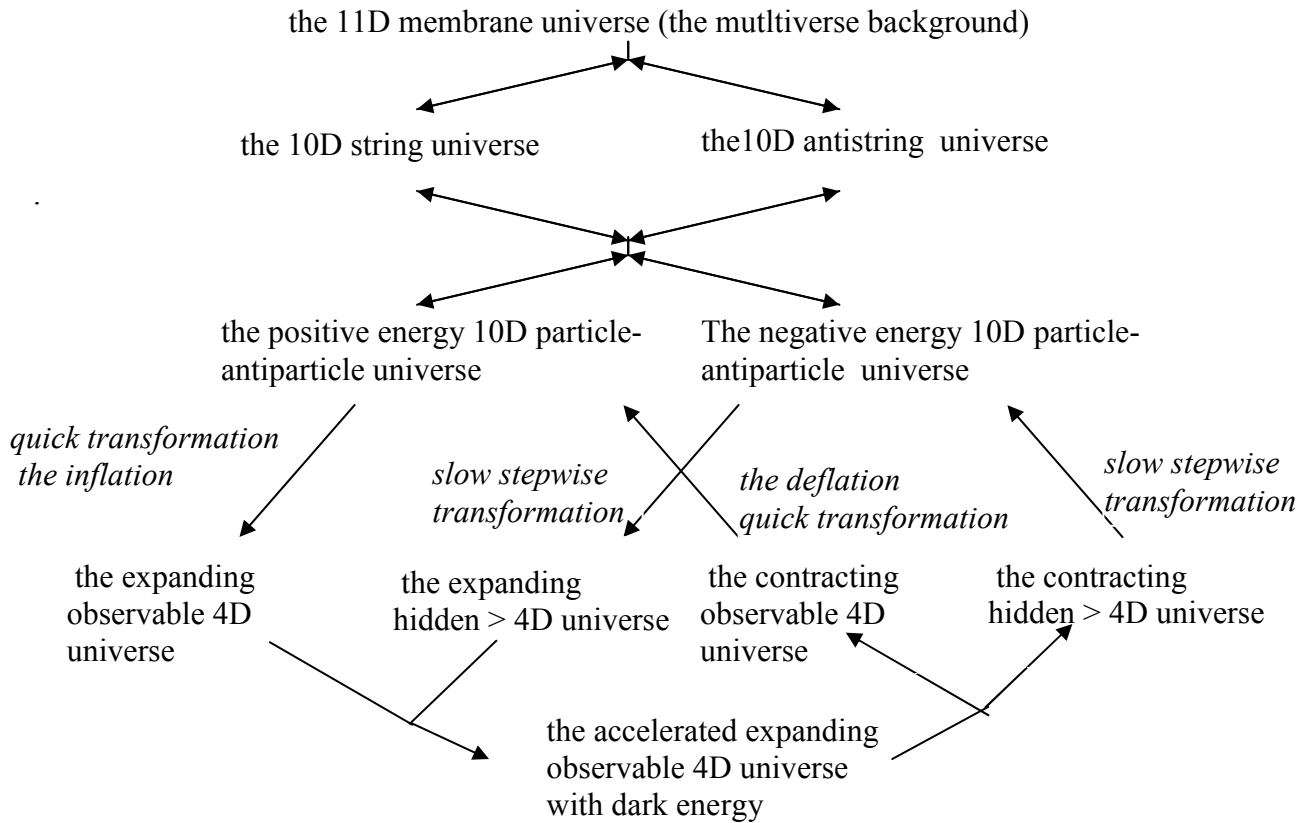 the 11D membrane universe (the mutltiverse background)
the 10D string universe
the10D antistring universe
.
the positive energy 10D particle-
antiparticle universe
The negative energy 10D particle-
antiparticle universe
quick transformation
the inflation
slow stepwise
transformation
the deflation
quick transformation
slow stepwise
transformation
the expanding
observable 4D
universe
the expanding
hidden > 4D universe
the contracting
observable 4D
universe
the contracting
hidden > 4D universe
the accelerated expanding
observable 4D universe
with dark energy